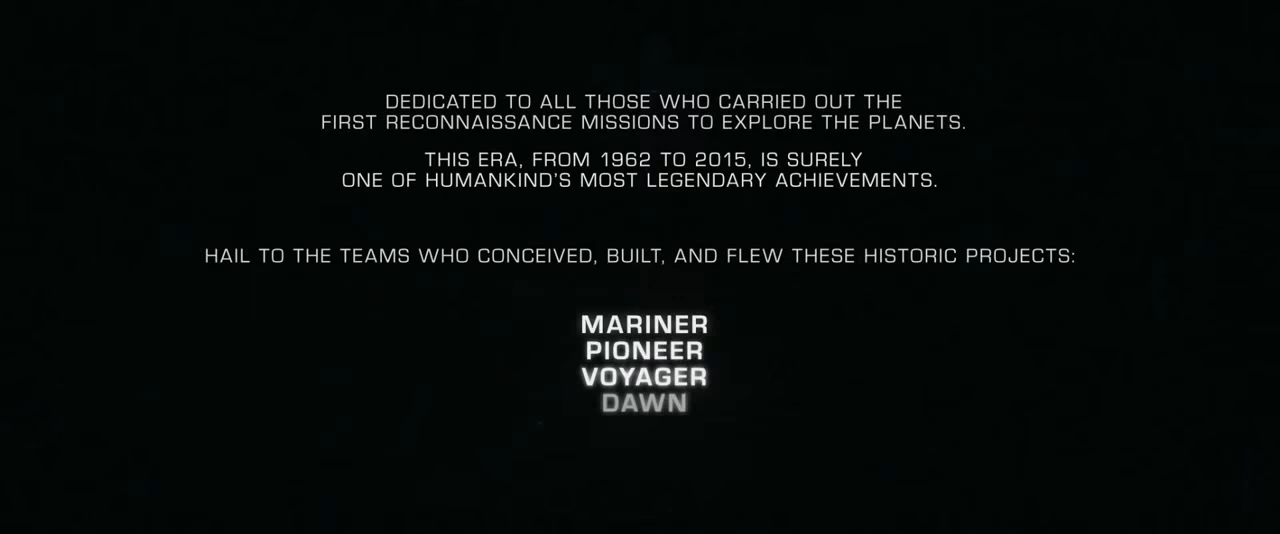 DEDICATED TO ALL THOSE WHO CARRIED OUT THE
FIRST RECONNAISSANCE MISSIONS TO EXPLORE THE PLANETS.
THIS ERA, FROM 1962 TO 2015, IS SURELY
ONE OF HUMANKIND'S MOST LEGENDARY ACHIEVEMENTS.
HAIL TO THE TEAMS WHO CONCEIVED, BUILT, AND FLEW THESE HISTORIC PROJECTS:
MARINER
PIONEER
VOYAGER
DAWN